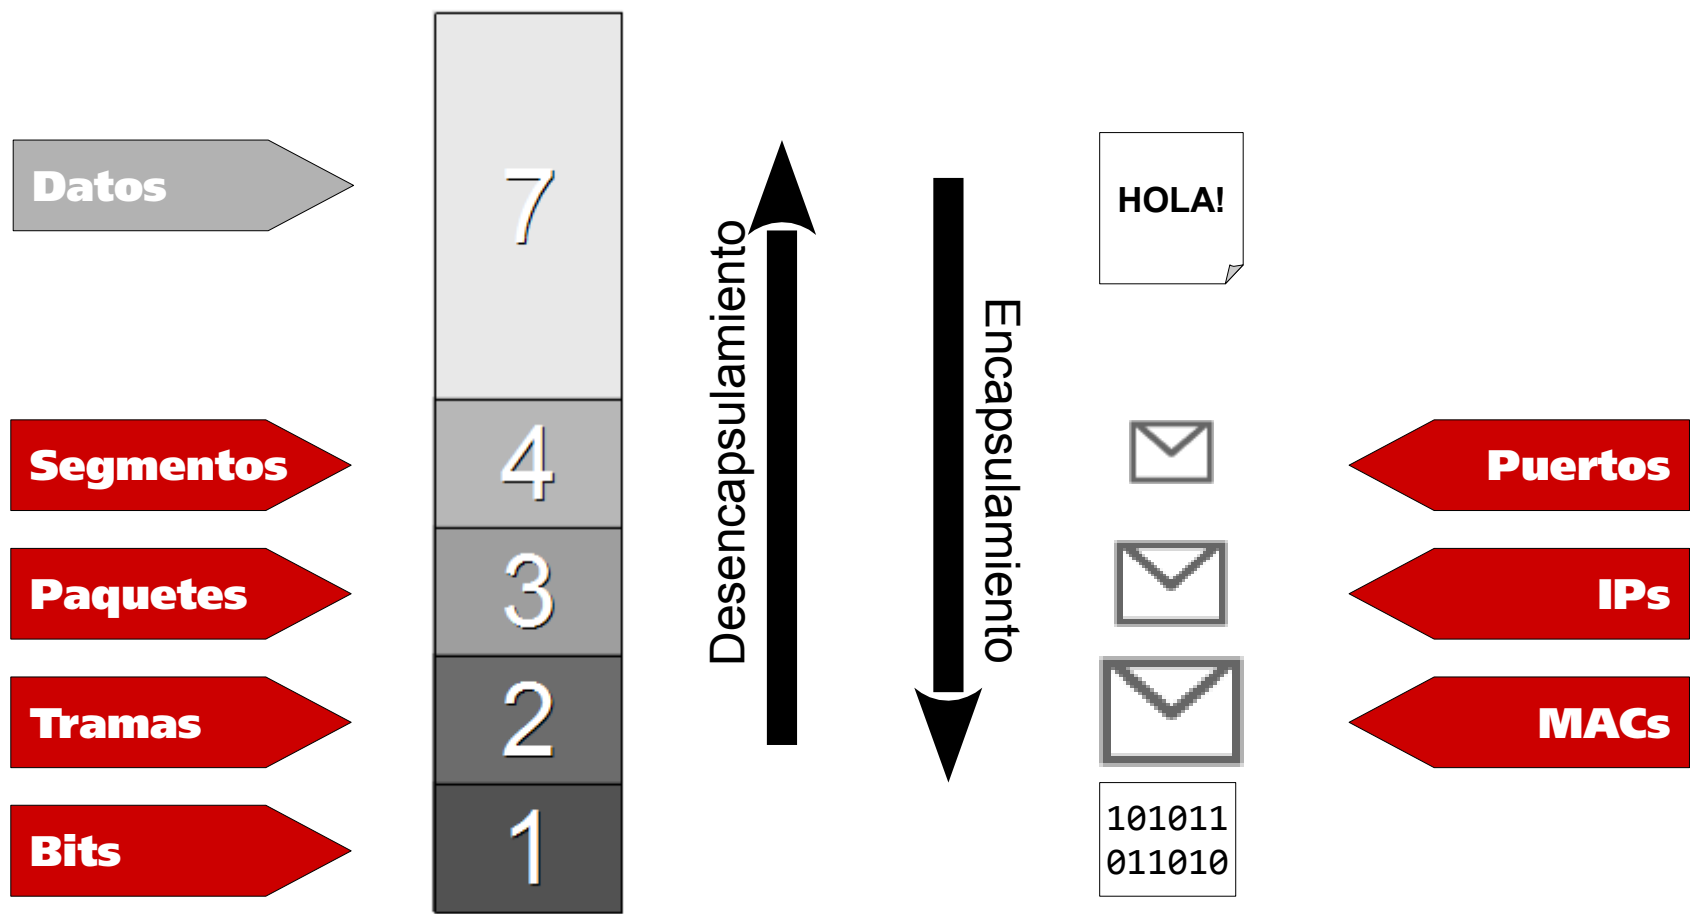 Datos
7
HOLA!
Desencapsulamiento
Encapsulamiento
Segmentos
4
Puertos
Paquetes
3
IPs
Tramas
2
MACs
Bits
1
101011
011010